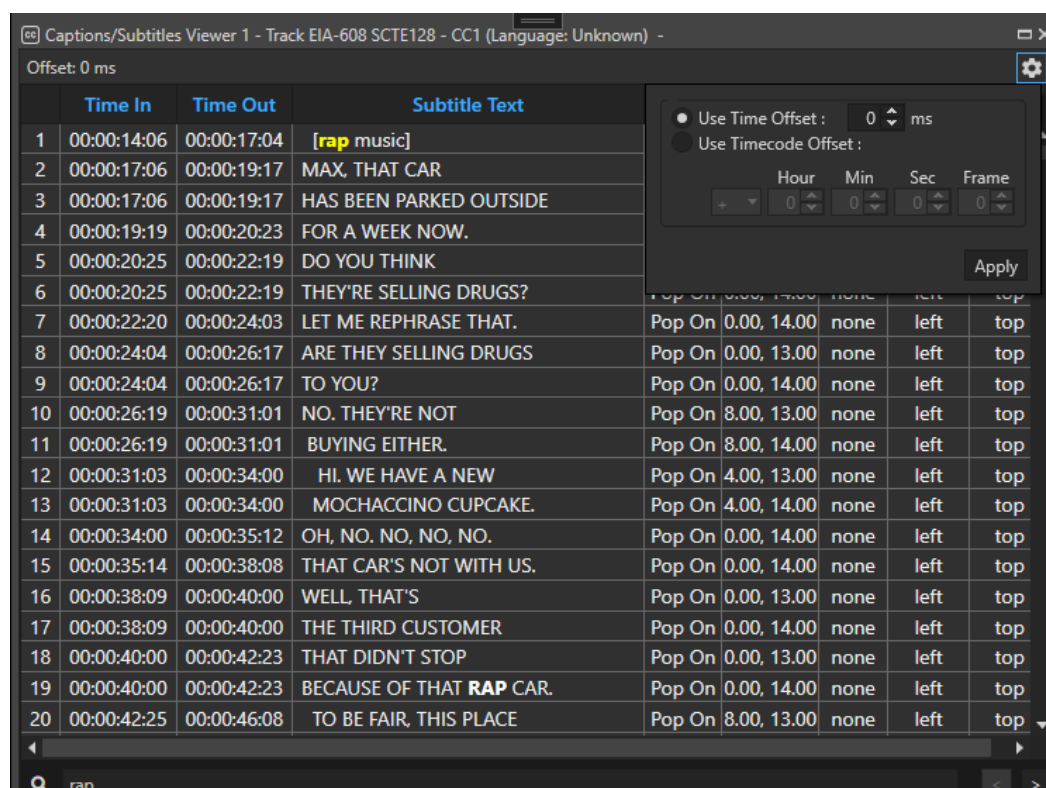 cc Captions/Subtitles Viewer 1 - Track EIA-608 SCTE128 - CC1 (Language: Unknown) -
Offset: 0 ms
Time In Time Out Subtitle Text
Use Time Offset : 0 ms
Use Timecode Offset :
Hour Min Sec Frame
+ 0 0 0 0
Apply
1 00:00:14:06 00:00:17:04 [rap music]
2 00:00:17:06 00:00:19:17 MAX, THAT CAR
3 00:00:17:06 00:00:19:17 HAS BEEN PARKED OUTSIDE
4 00:00:19:19 00:00:20:23 FOR A WEEK NOW.
5 00:00:20:25 00:00:22:19 DO YOU THINK
6 00:00:20:25 00:00:22:19 THEY'RE SELLING DRUGS?
7 00:00:22:20 00:00:24:03 LET ME REPHRASE THAT. Pop On 0.00, 14.00 none left top
8 00:00:24:04 00:00:26:17 ARE THEY SELLING DRUGS Pop On 0.00, 13.00 none left top
9 00:00:24:04 00:00:26:17 TO YOU? Pop On 0.00, 14.00 none left top
10 00:00:26:19 00:00:31:01 NO. THEY'RE NOT Pop On 8.00, 13.00 none left top
11 00:00:26:19 00:00:31:01 BUYING EITHER. Pop On 8.00, 14.00 none left top
12 00:00:31:03 00:00:34:00 HI. WE HAVE A NEW Pop On 4.00, 13.00 none left top
13 00:00:31:03 00:00:34:00 MOCHACCINO CUPCAKE. Pop On 4.00, 14.00 none left top
14 00:00:34:00 00:00:35:12 OH, NO. NO, NO, NO. Pop On 0.00, 14.00 none left top
15 00:00:35:14 00:00:38:08 THAT CAR'S NOT WITH US. Pop On 0.00, 14.00 none left top
16 00:00:38:09 00:00:40:00 WELL, THAT'S Pop On 0.00, 13.00 none left top
17 00:00:38:09 00:00:40:00 THE THIRD CUSTOMER Pop On 0.00, 14.00 none left top
18 00:00:40:00 00:00:42:23 THAT DIDN'T STOP Pop On 0.00, 13.00 none left top
19 00:00:40:00 00:00:42:23 BECAUSE OF THAT RAP CAR. Pop On 0.00, 14.00 none left top
20 00:00:42:25 00:00:46:08 TO BE FAIR, THIS PLACE Pop On 8.00, 13.00 none left top
rap < >